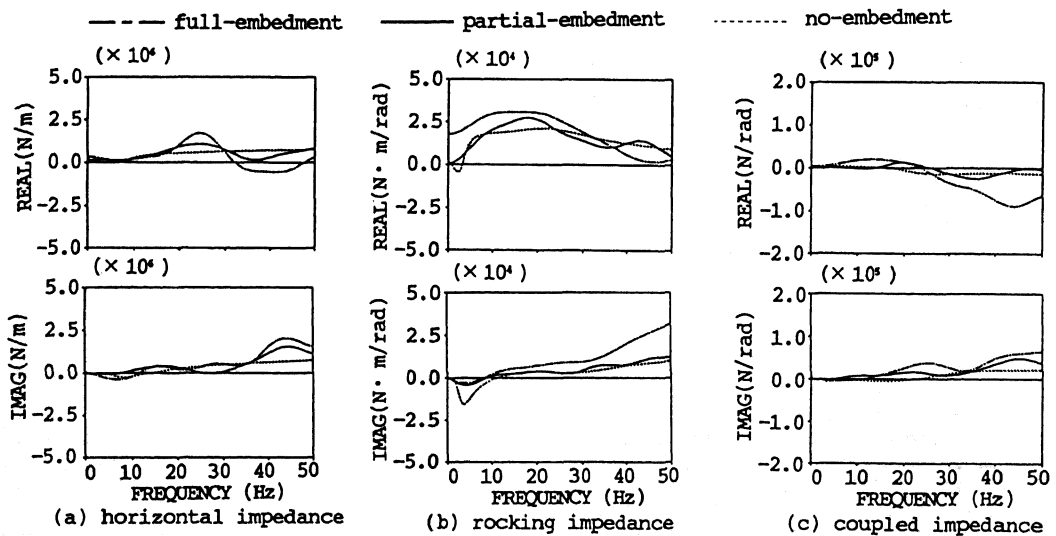 full-embedment partial-embedment no-embedment
(× 10⁶) (× 10⁴) (× 10⁵)
5.0 5.0 2.0
2.5 2.5 1.0
0.0 0.0 0.0
-2.5 -2.5 -1.0
-5.0 -5.0 -2.0
REAL(N/m) REAL(N· m/rad) REAL(N/rad)
(× 10⁶) (× 10⁴) (× 10⁵)
5.0 5.0 2.0
2.5 2.5 1.0
0.0 0.0 0.0
-2.5 -2.5 -1.0
-5.0 -5.0 -2.0
IMAG(N/m) IMAG(N· m/rad) IMAG(N/rad)
0 10 20 30 40 50 0 10 20 30 40 50 0 10 20 30 40 50
FREQUENCY (Hz) FREQUENCY (Hz) FREQUENCY (Hz)
(a) horizontal impedance (b) rocking impedance (c) coupled impedance